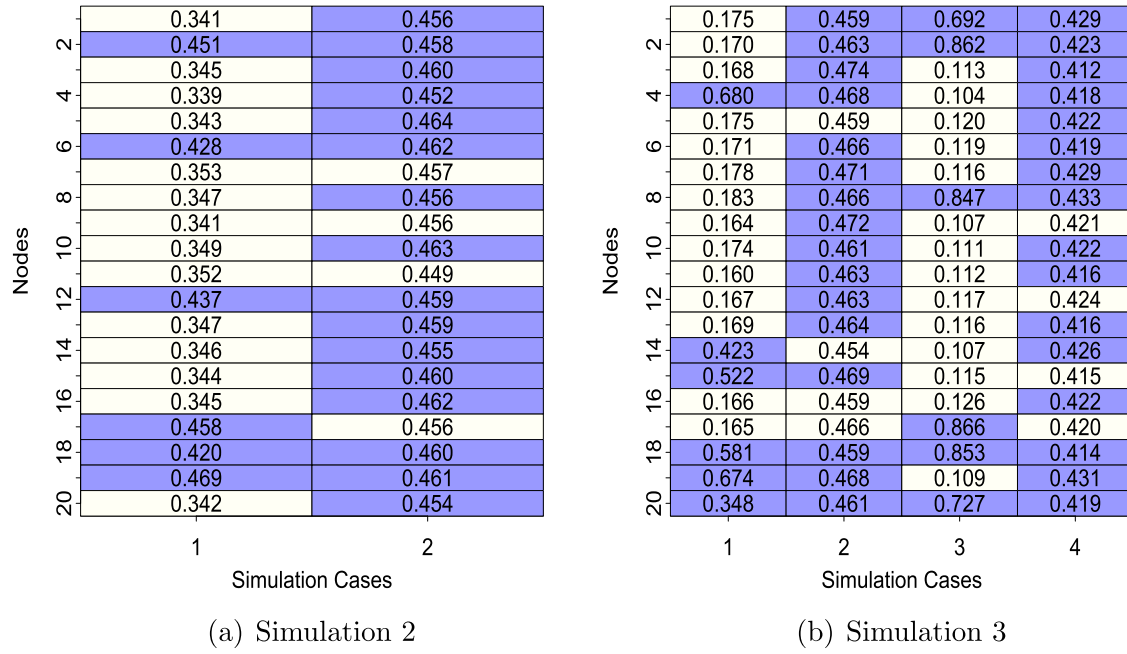 0.341 0.456 0.175 0.459 0.692 0.429
2 0.451 0.458 2 0.170 0.463 0.862 0.423
0.345 0.460 0.168 0.474 0.113 0.412
4 0.339 0.452 4 0.680 0.468 0.104 0.418
0.343 0.464 0.175 0.459 0.120 0.422
6 0.428 0.462 6 0.171 0.466 0.119 0.419
0.353 0.457 0.178 0.471 0.116 0.429
8 0.347 0.456 8 0.183 0.466 0.847 0.433
0.341 0.456 0.164 0.472 0.107 0.421
10 0.349 0.463 10 0.174 0.461 0.111 0.422
0.352 0.449 0.160 0.463 0.112 0.416
12 0.437 0.459 12 0.167 0.463 0.117 0.424
0.347 0.459 0.169 0.464 0.116 0.416
14 0.346 0.455 14 0.423 0.454 0.107 0.426
0.344 0.460 0.522 0.469 0.115 0.415
16 0.345 0.462 16 0.166 0.459 0.126 0.422
0.458 0.456 0.165 0.466 0.866 0.420
18 0.420 0.460 18 0.581 0.459 0.853 0.414
0.469 0.461 0.674 0.468 0.109 0.431
20 0.342 0.454 20 0.348 0.461 0.727 0.419
Nodes Nodes
1 2 1 2 3 4
Simulation Cases Simulation Cases
(a) Simulation 2 (b) Simulation 3